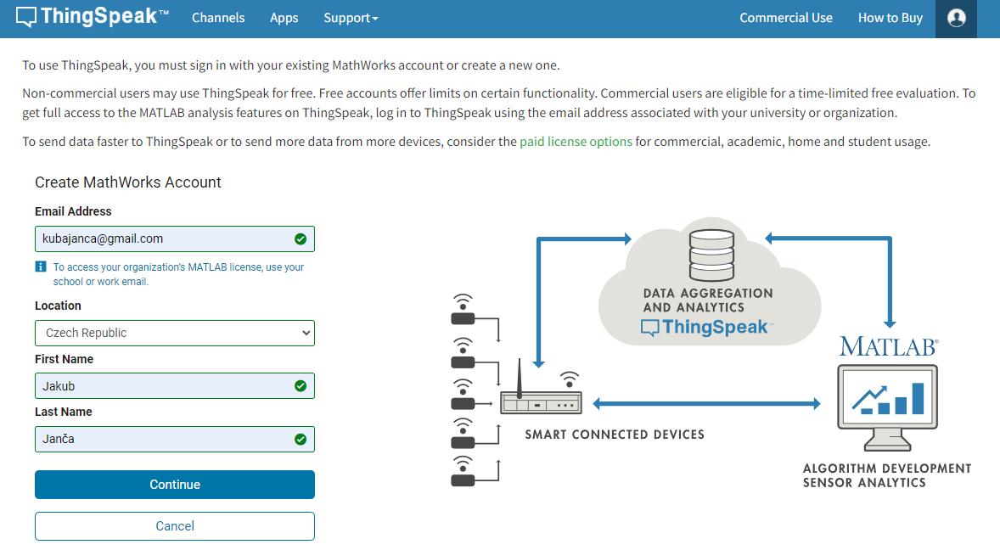 ThingSpeak™ Channels Apps Support Commercial Use How to Buy
To use ThingSpeak, you must sign in with your existing MathWorks account or create a new one.
Non-commercial users may use ThingSpeak for free. Free accounts offer limits on certain functionality. Commercial users are eligible for a time-limited free evaluation. To
get full access to the MATLAB analysis features on ThingSpeak, log in to ThingSpeak using the email address associated with your university or organization.
To send data faster to ThingSpeak or to send more data from more devices, consider the paid license options for commercial, academic, home and student usage.
Create MathWorks Account
Email Address
kubajanca@gmail.com
To access your organization's MATLAB license, use your
school or work email.
Location
Czech Republic
First Name
Jakub
Last Name
Janča
Continue
Cancel
DATA AGGREGATION
AND ANALYTICS
ThingSpeak™
MATLAB®
SMART CONNECTED DEVICES
ALGORITHM DEVELOPMENT
SENSOR ANALYTICS